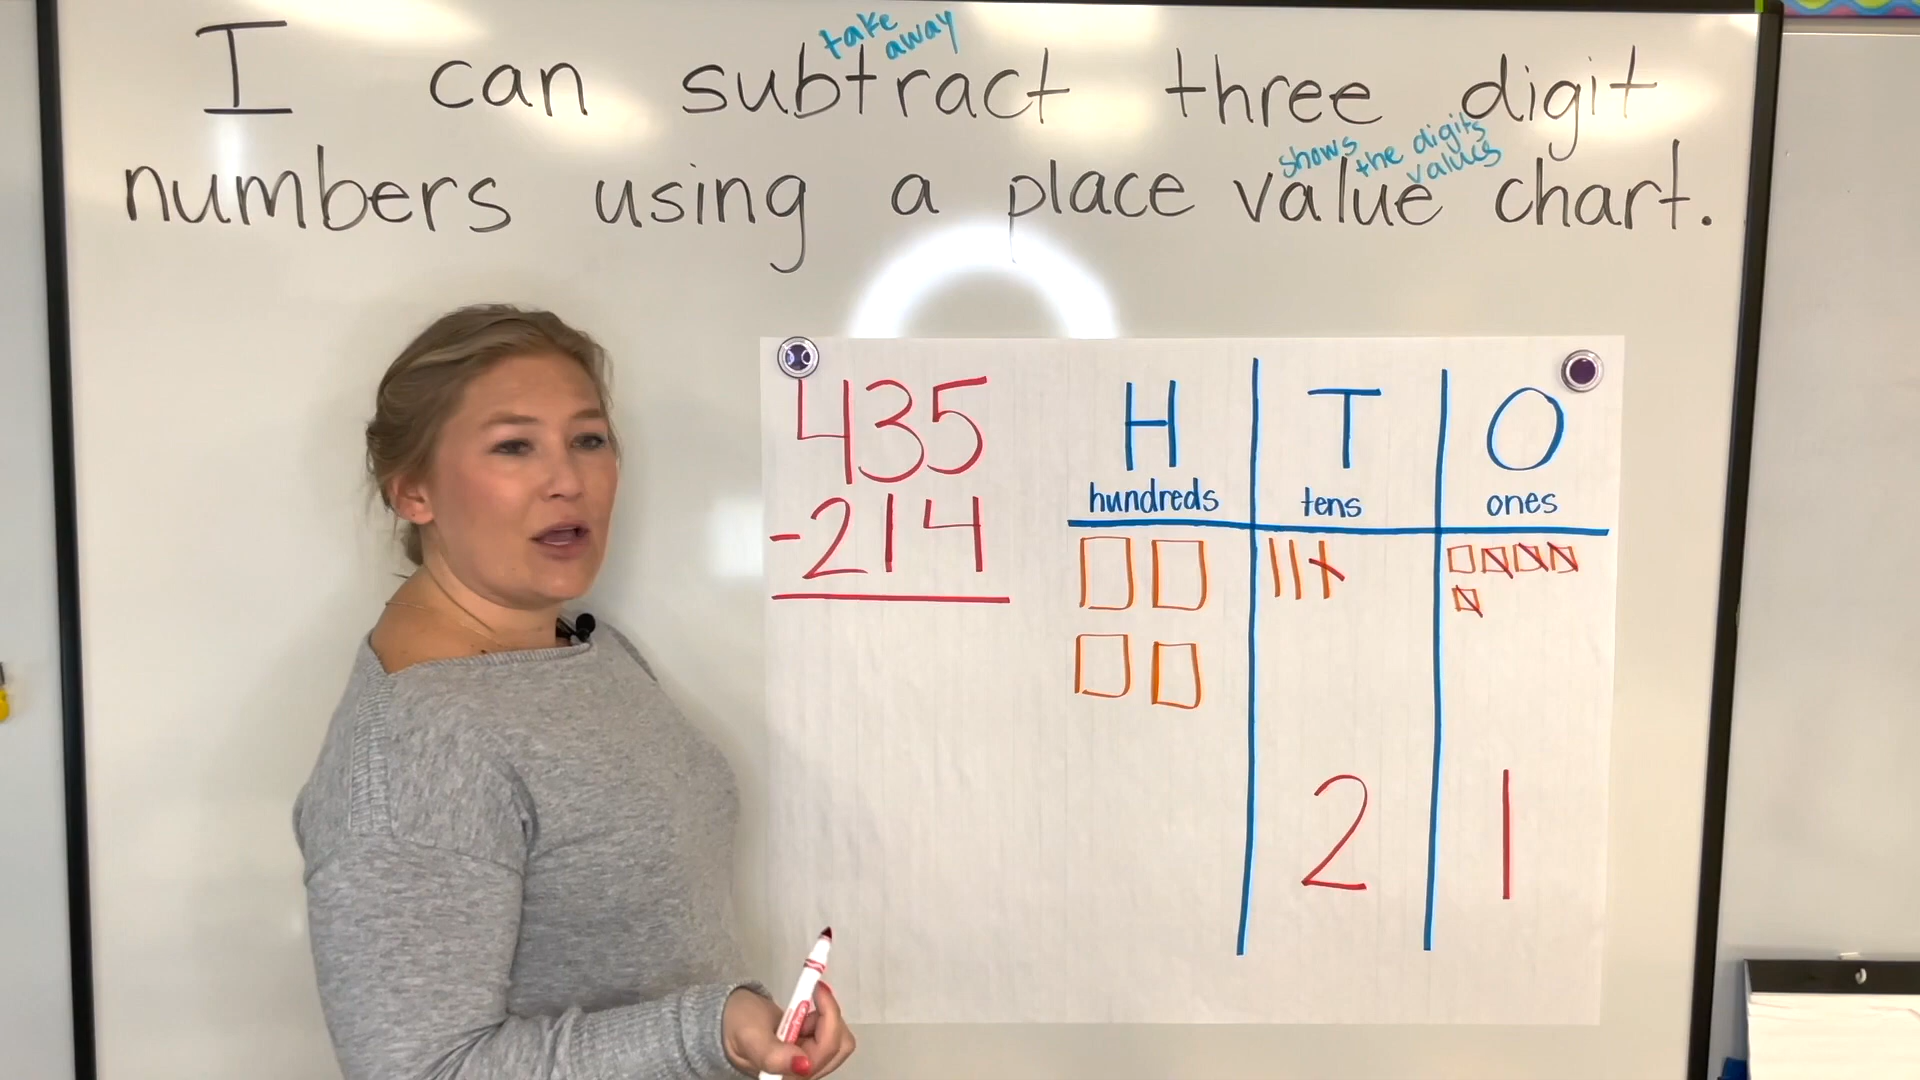 take away
I can subtract three digit
shows the digits values
numbers using a place value chart.
435
-214
H T O
hundreds tens ones
2 1